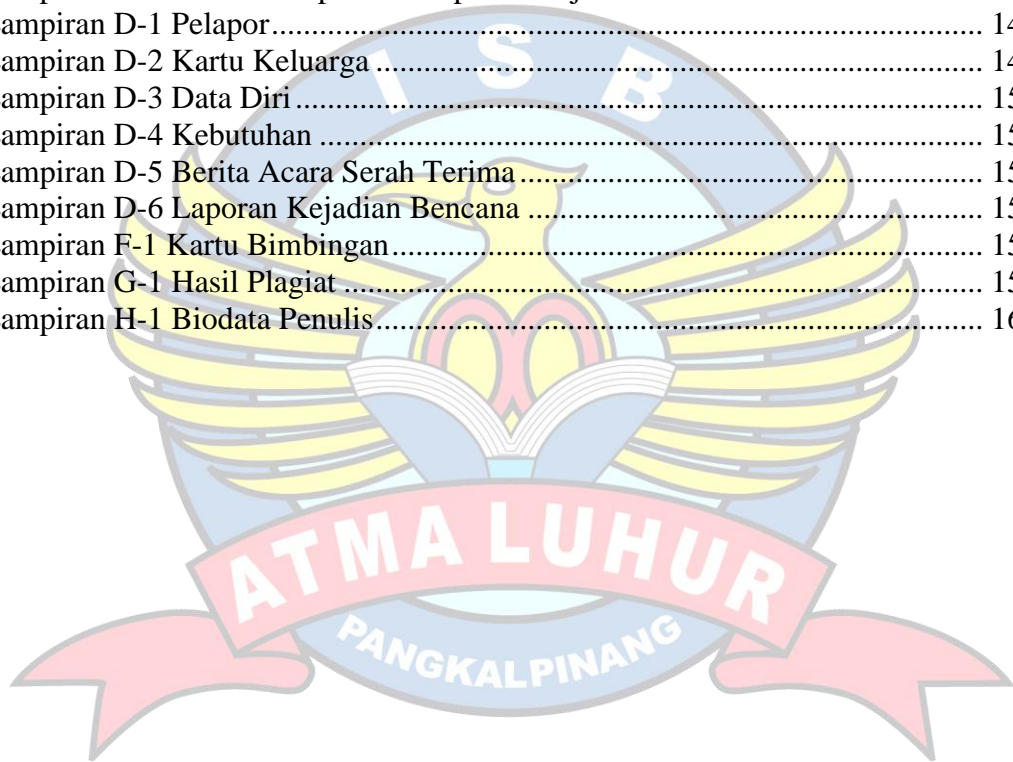 ampiran D-1 Pelapor.......................................................................................... 14
ampiran D-2 Kartu Keluarga ............................................................................. 14
ampiran D-3 Data Diri....................................................................................... 15
ampiran D-4 Kebutuhan .................................................................................... 15
ampiran D-5 Berita Acara Serah Terima ........................................................... 15
ampiran D-6 Laporan Kejadian Bencana .......................................................... 15
ampiran F-1 Kartu Bimbingan........................................................................... 15
ampiran G-1 Hasil Plagiat ................................................................................. 15
ampiran H-1 Biodata Penulis............................................................................. 16
ISB
ATMA LUHUR
PANGKALPINANG